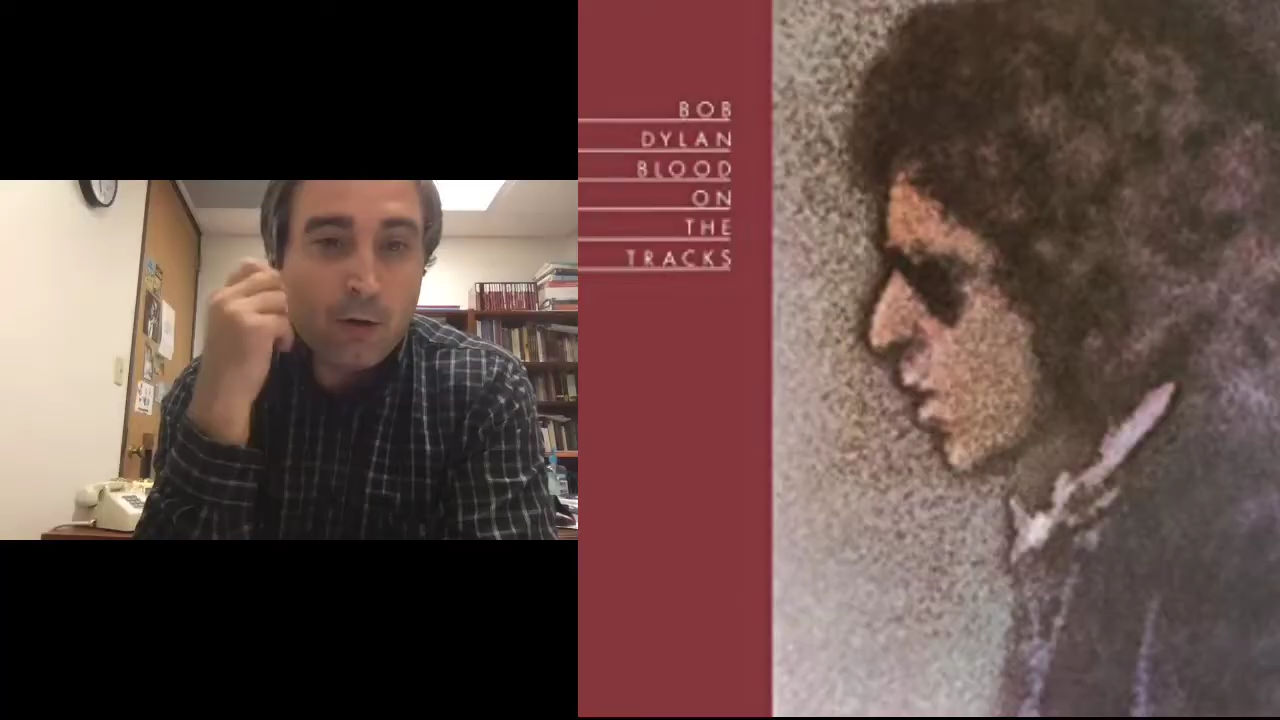 BOB
DYLAN
BLOOD
ON
THE
TRACKS